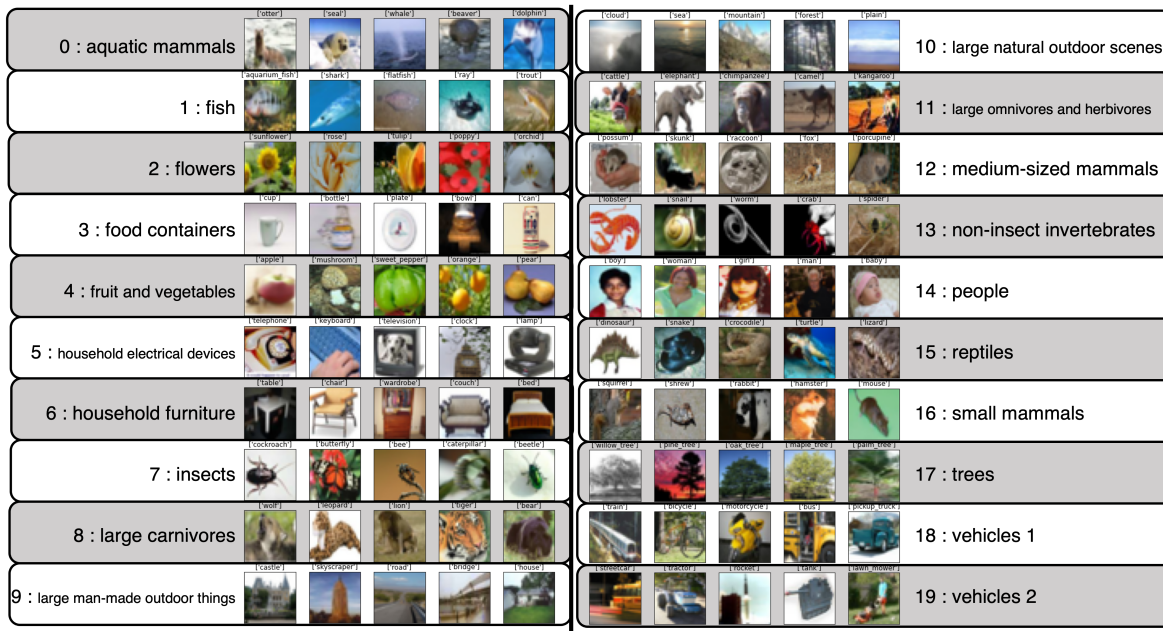 ['otter'] ['seal'] ['whale'] ['beaver'] ['dolphin']
0 : aquatic mammals
['aquarium_fish'] ['shark'] ['flatfish'] ['ray'] ['trout']
1 : fish
['sunflower'] ['rose'] ['tulip'] ['poppy'] ['orchid']
2 : flowers
['cup'] ['bottle'] ['plate'] ['bowl'] ['can']
3 : food containers
['apple'] ['mushroom'] ['sweet_pepper'] ['orange'] ['pear']
4 : fruit and vegetables
['telephone'] ['keyboard'] ['television'] ['clock'] ['lamp']
5 : household electrical devices
['table'] ['chair'] ['wardrobe'] ['couch'] ['bed']
6 : household furniture
['cockroach'] ['butterfly'] ['bee'] ['caterpillar'] ['beetle']
7 : insects
['wolf'] ['leopard'] ['lion'] ['tiger'] ['bear']
8 : large carnivores
['castle'] ['skyscraper'] ['road'] ['bridge'] ['house']
9 : large man-made outdoor things
['cloud'] ['sea'] ['mountain'] ['forest'] ['plain']
10 : large natural outdoor scenes
['cattle'] ['elephant'] ['chimpanzee'] ['camel'] ['kangaroo']
11 : large omnivores and herbivores
['possum'] ['skunk'] ['raccoon'] ['fox'] ['porcupine']
12 : medium-sized mammals
['lobster'] ['snail'] ['worm'] ['crab'] ['spider']
13 : non-insect invertebrates
['boy'] ['woman'] ['girl'] ['man'] ['baby']
14 : people
['dinosaur'] ['snake'] ['crocodile'] ['turtle'] ['lizard']
15 : reptiles
['squirrel'] ['shrew'] ['rabbit'] ['hamster'] ['mouse']
16 : small mammals
['willow_tree'] ['pine_tree'] ['oak_tree'] ['maple_tree'] ['palm_tree']
17 : trees
['train'] ['bicycle'] ['motorcycle'] ['bus'] ['pickup_truck']
18 : vehicles 1
['streetcar'] ['tractor'] ['rocket'] ['tank'] ['lawn_mower']
19 : vehicles 2